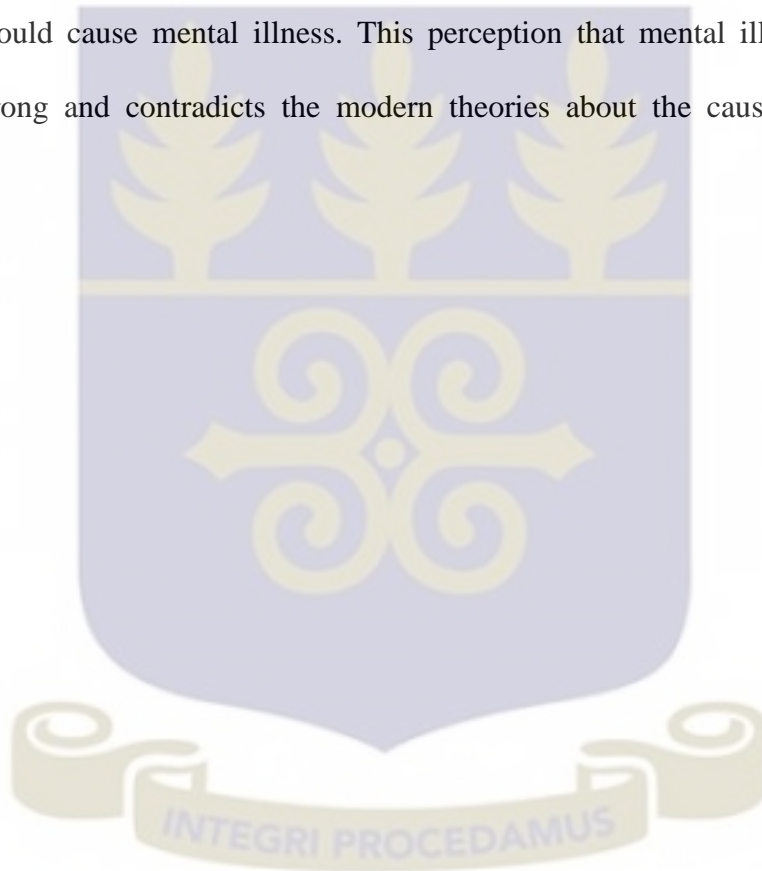 ould cause mental illness. This perception that mental ill
rong and contradicts the modern theories about the caus
INTEGRI PROCEDAMUS